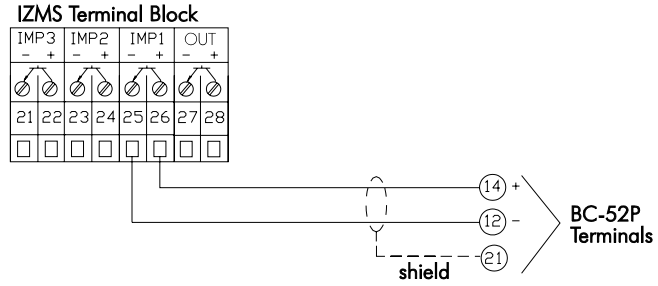 IZMS Terminal Block
IMP3 IMP2 IMP1 OUT
- + - + - + - +
21 22 23 24 25 26 27 28
14 +
12 -
BC-52P
Terminals
21
shield